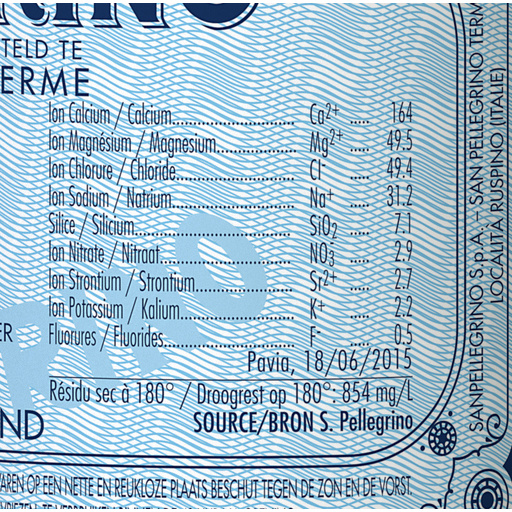 TELD TE
ERME
Ion Calcium / Calcium........................ Ca²⁺ ..... 164
Ion Magnésium / Magnesium................ Mg²⁺ ..... 49.5
Ion Chlorure / Chloride........................ Cl⁻ ..... 49.4
Ion Sodium / Natrium........................ Na⁺ ..... 31.2
Silice / Silicium................................ SiO₂ ..... 7.1
Ion Nitrate / Nitraat........................ NO₃⁻ ..... 2.9
Ion Strontium / Strontium.................. Sr²⁺ ..... 2.7
Ion Potassium / Kalium..................... K⁺ ..... 2.2
Fluorures / Fluorides........................ F⁻ ..... 0.5
ER
Pavia, 18/06/2015
Résidu sec à 180° / Droogrest op 180°: 854 mg/L
SOURCE/BRON S. Pellegrino
ND
SANPELLEGRINO S.p.A. – SAN PELLEGRINO TERM
LOCALITÀ RUSPINO (ITALIE)
AREN OP EEN NETTE EN REUKLOZE PLAATS BESCHUT TEGEN DE ZON EN DE VORST.